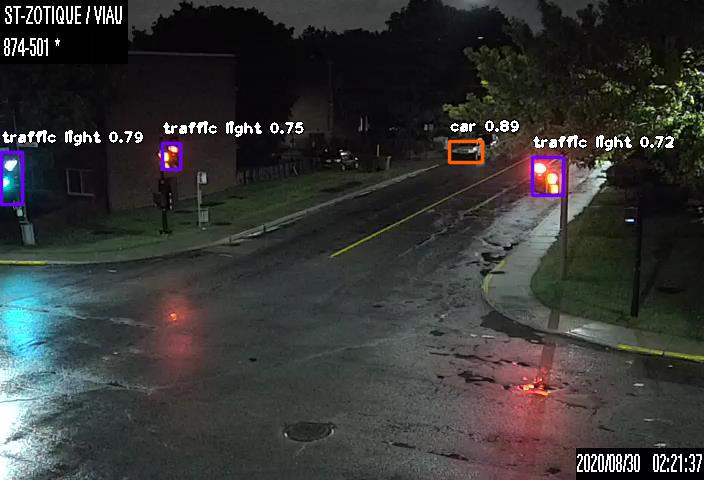 ST-ZOTIQUE / VIAU
874-501 *
traffic light 0.79
traffic light 0.75
car 0.89
traffic light 0.72
2020/08/30 02:21:37